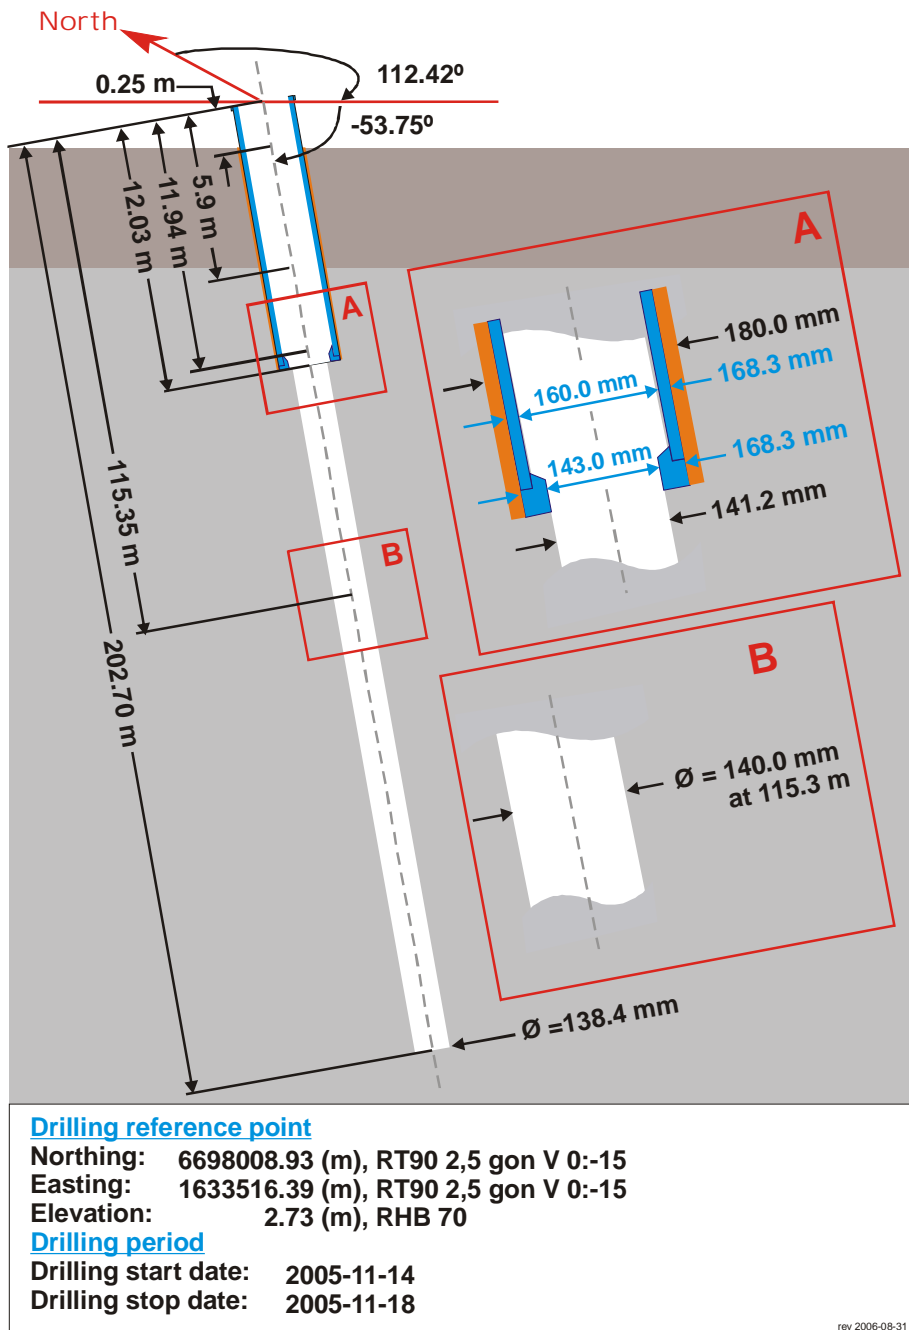 North
112.42º
0.25 m
-53.75º
5.9 m
11.94 m
12.03 m
115.35 m
202.70 m
A
B
A
180.0 mm
160.0 mm
168.3 mm
143.0 mm
168.3 mm
141.2 mm
B
Ø = 140.0 mm
at 115.3 m
Ø =138.4 mm
Drilling reference point
Northing: 6698008.93 (m), RT90 2,5 gon V 0:-15
Easting: 1633516.39 (m), RT90 2,5 gon V 0:-15
Elevation: 2.73 (m), RHB 70
Drilling period
Drilling start date: 2005-11-14
Drilling stop date: 2005-11-18
rev 2006-08-31